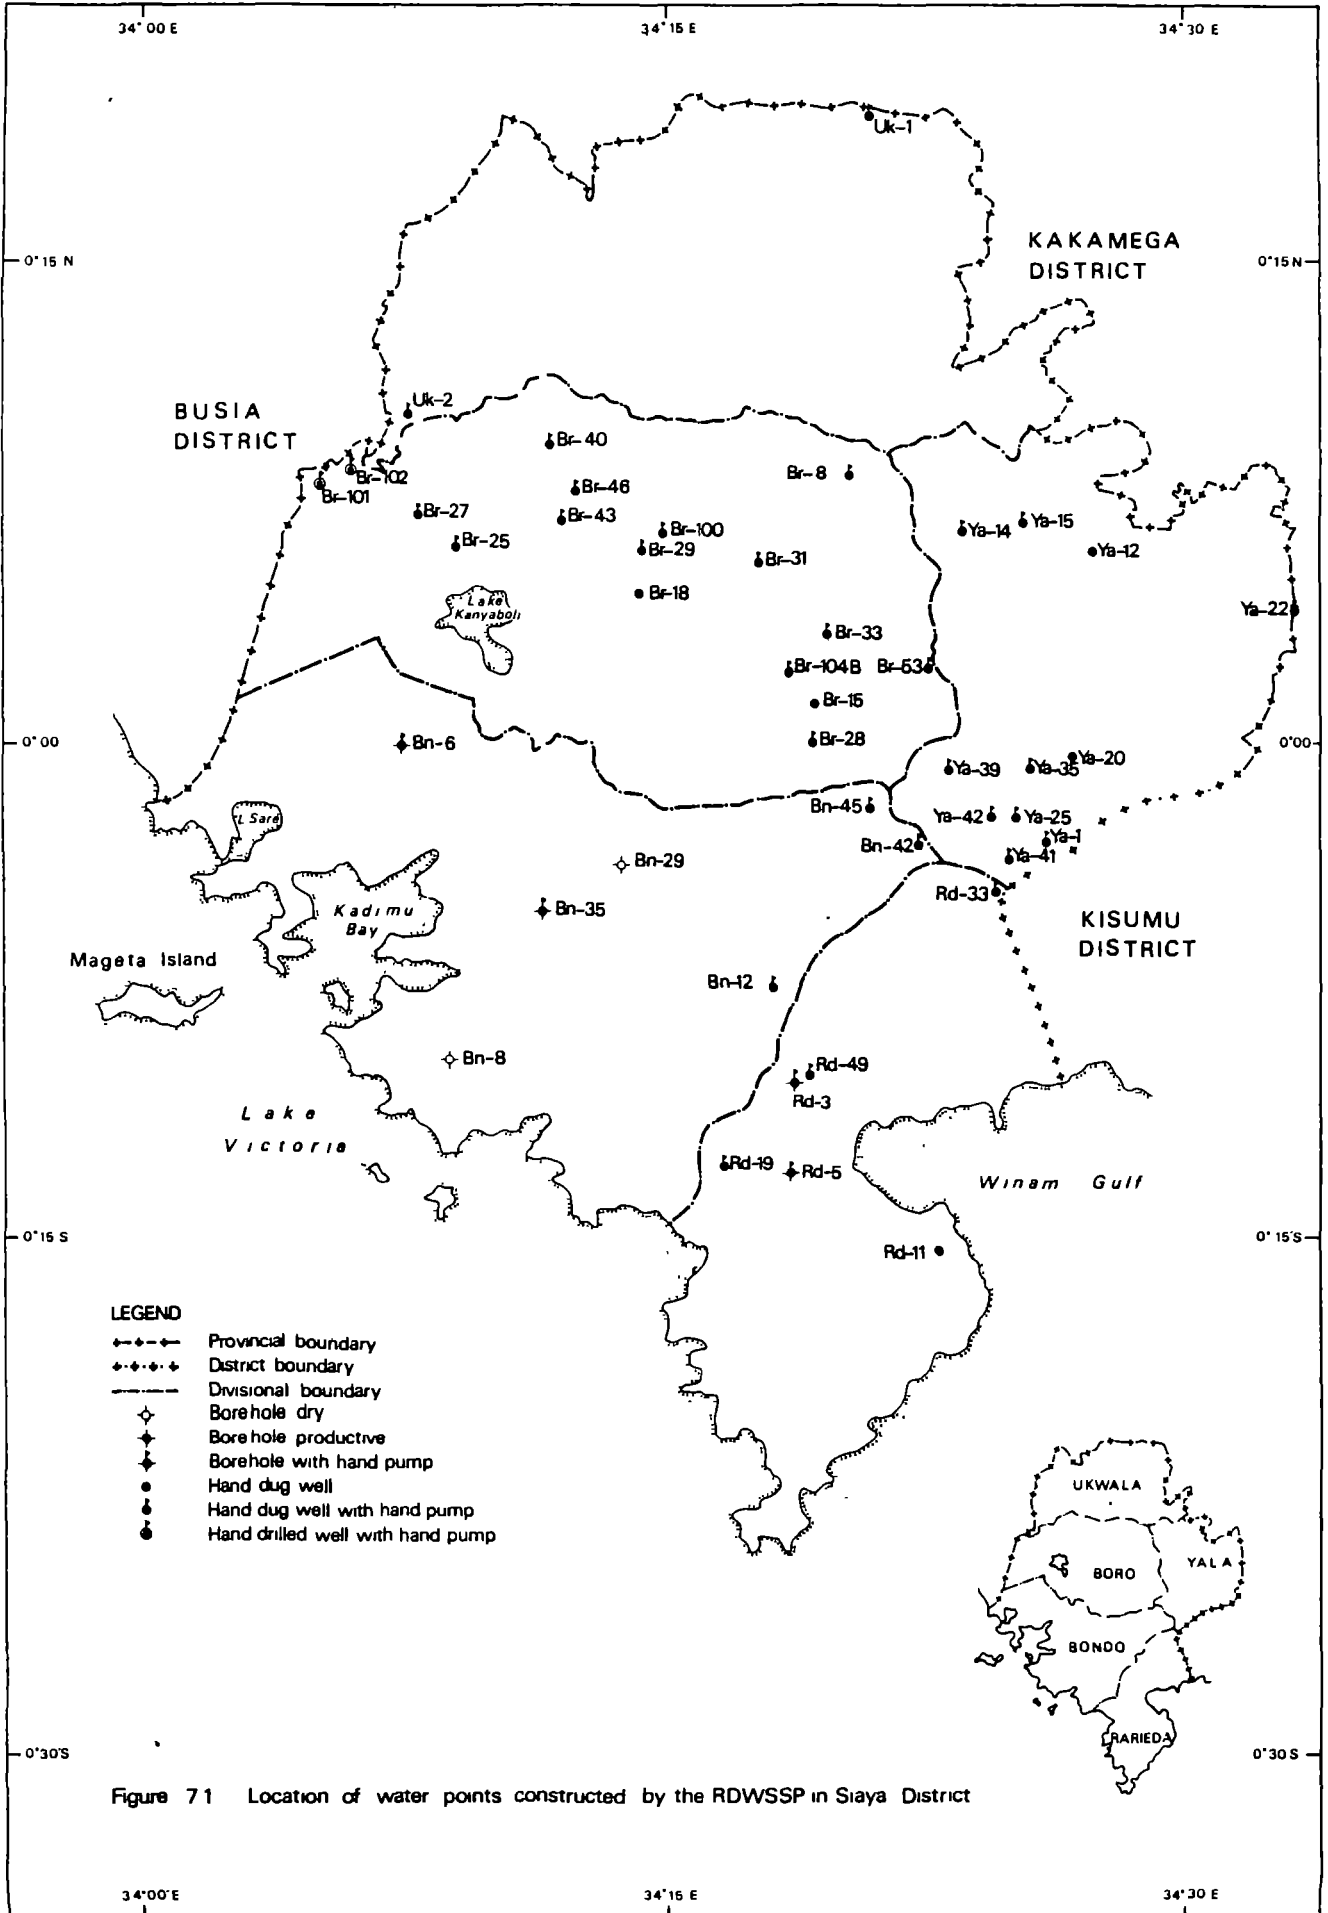 34°00 E
34°15 E
34°30 E
Uk-1
KAKAMEGA
DISTRICT
0°15 N
0°15 N
BUSIA
DISTRICT
Uk-2
Br-40
Br-8
Br-102
Br-101
Br-46
Br-27
Br-43
Br-100
Br-25
Br-29
Br-31
Ya-14
Ya-15
Ya-12
Br-18
Lake
Kanyaboli
Ya-22
Br-33
Br-104B
Br-53
Br-15
0°00
Bn-6
Br-28
0°00
Ya-39
Ya-35
Ya-20
Bn-45
Ya-42
Ya-25
L Sare
Bn-42
Ya-1
Ya-41
Bn-29
Rd-33
Kadimu
Bay
Bn-35
KISUMU
DISTRICT
Mageta Island
Bn-12
Bn-8
Rd-49
Rd-3
Lake
Victoria
Rd-19
Rd-5
Winam Gulf
0°15 S
0°15'S
Rd-11
LEGEND
Provincial boundary
District boundary
Divisional boundary
Borehole dry
Borehole productive
Borehole with hand pump
Hand dug well
Hand dug well with hand pump
Hand drilled well with hand pump
UKWALA
BORO
YALA
BONDO
RARIEDA
0°30'S
0°30 S
Figure 7 1 Location of water points constructed by the RDWSSP in Siaya District
34°00'E
34°15 E
34°30 E